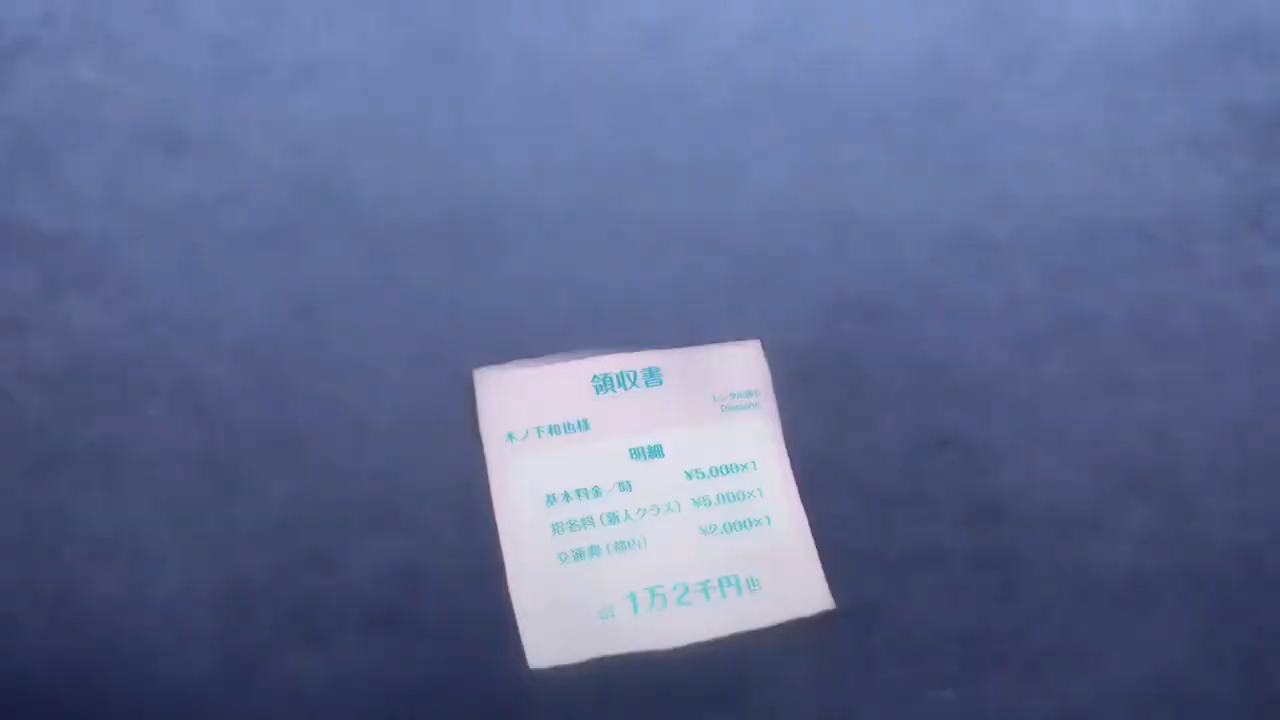 領収書
木ノ下和也様
明細
基本料金／時 ¥5,000×1
指名料(新人クラス) ¥5,000×1
交通費(都内) ¥2,000×1
計 1万2千円也